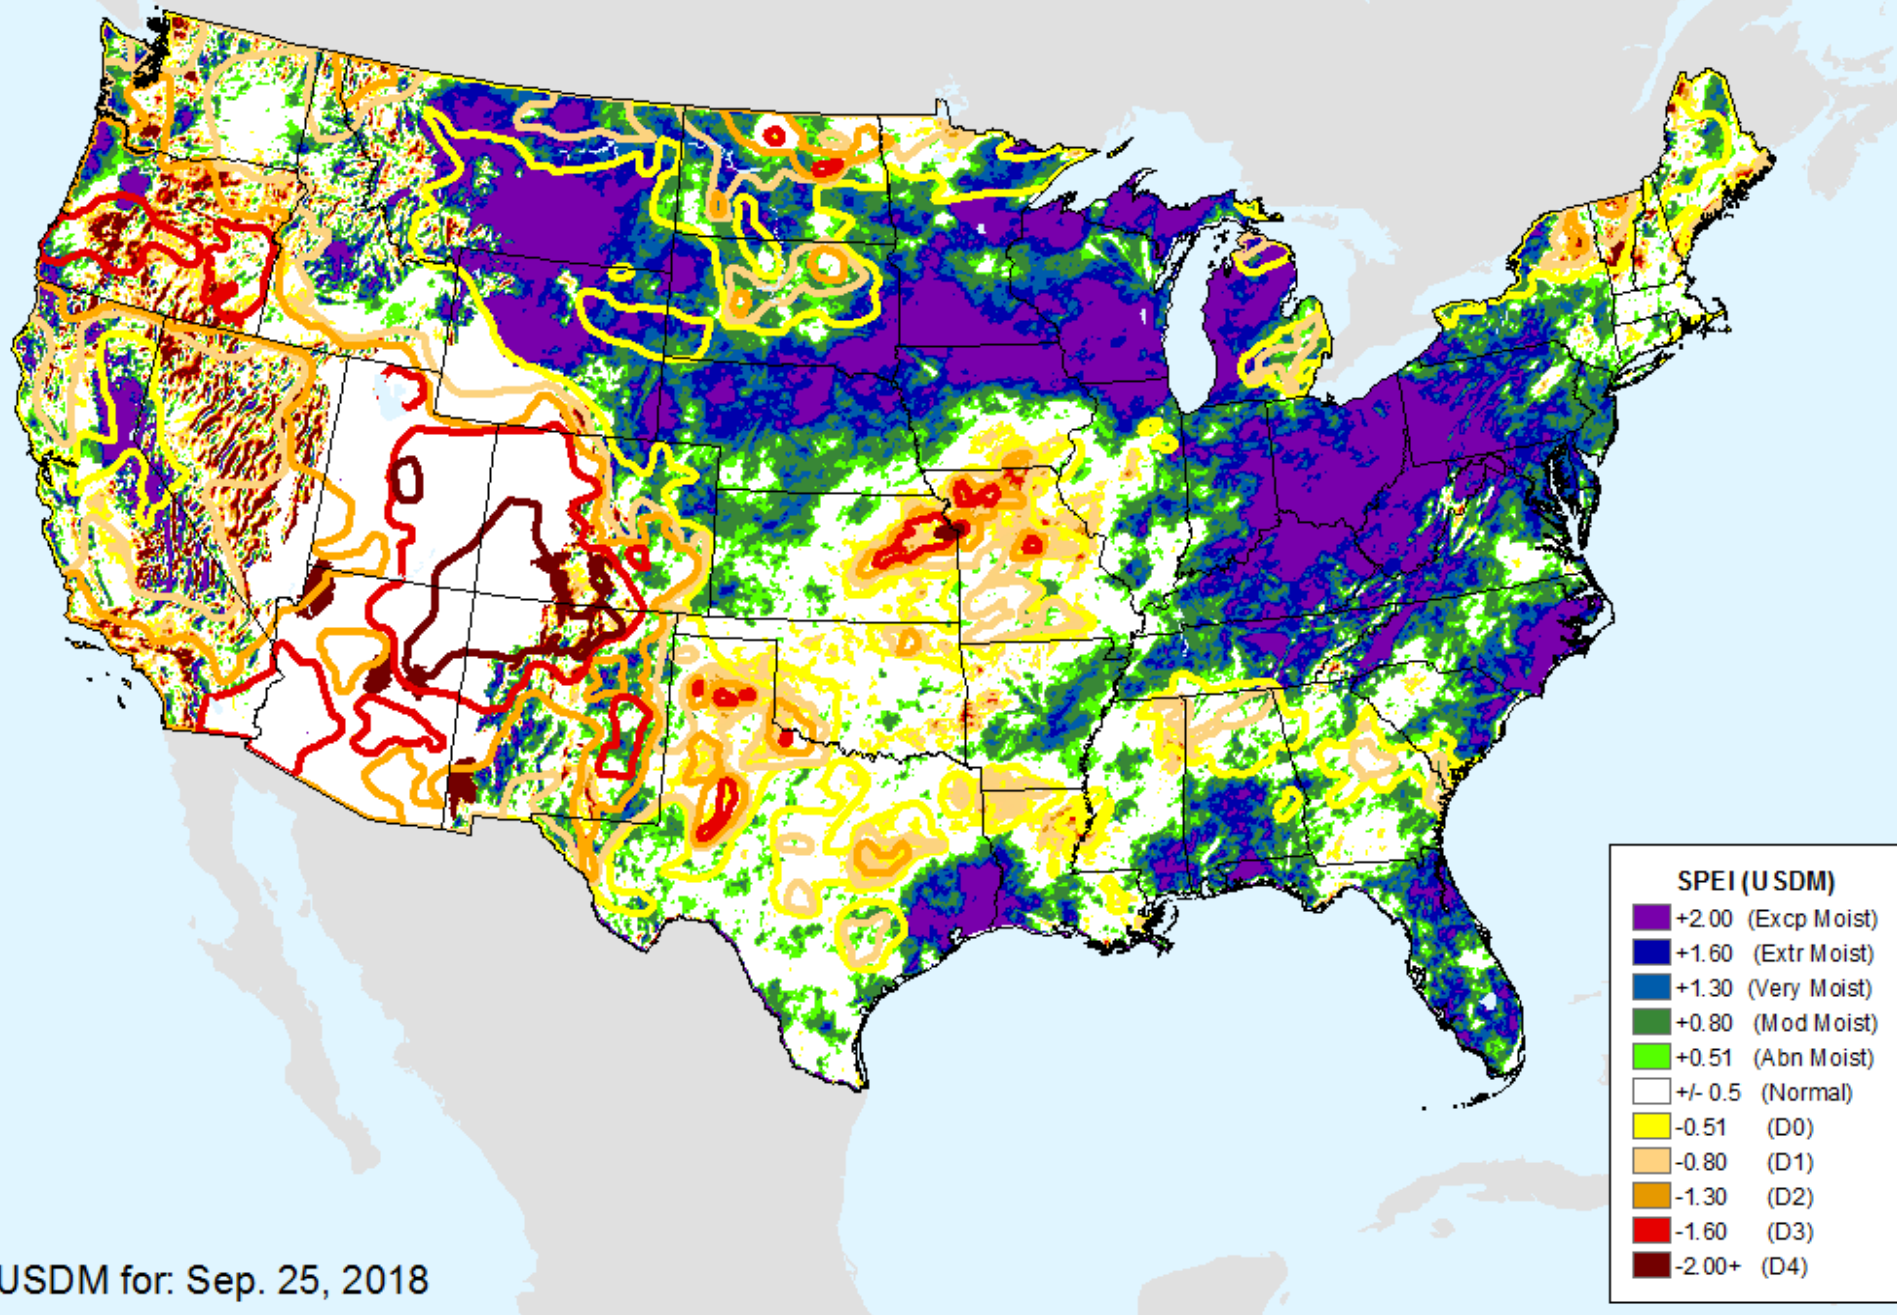 SPEI (USDM)
+2.00 (Excp Moist)
+1.60 (Extr Moist)
+1.30 (Very Moist)
+0.80 (Mod Moist)
+0.51 (Abn Moist)
+/- 0.5 (Normal)
-0.51 (D0)
-0.80 (D1)
-1.30 (D2)
-1.60 (D3)
-2.00+ (D4)
USDM for: Sep. 25, 2018